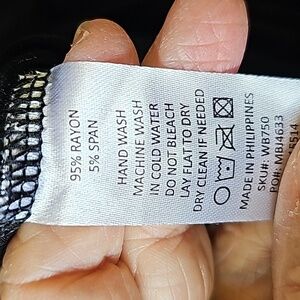 95% RAYON
5% SPAN
HAND WASH
MACHINE WASH
IN COLD WATER
DO NOT BLEACH
LAY FLAT TO DRY
DRY CLEAN IF NEEDED
MADE IN PHILIPPINES
SKU#: WB750
PO#: MBJ4633